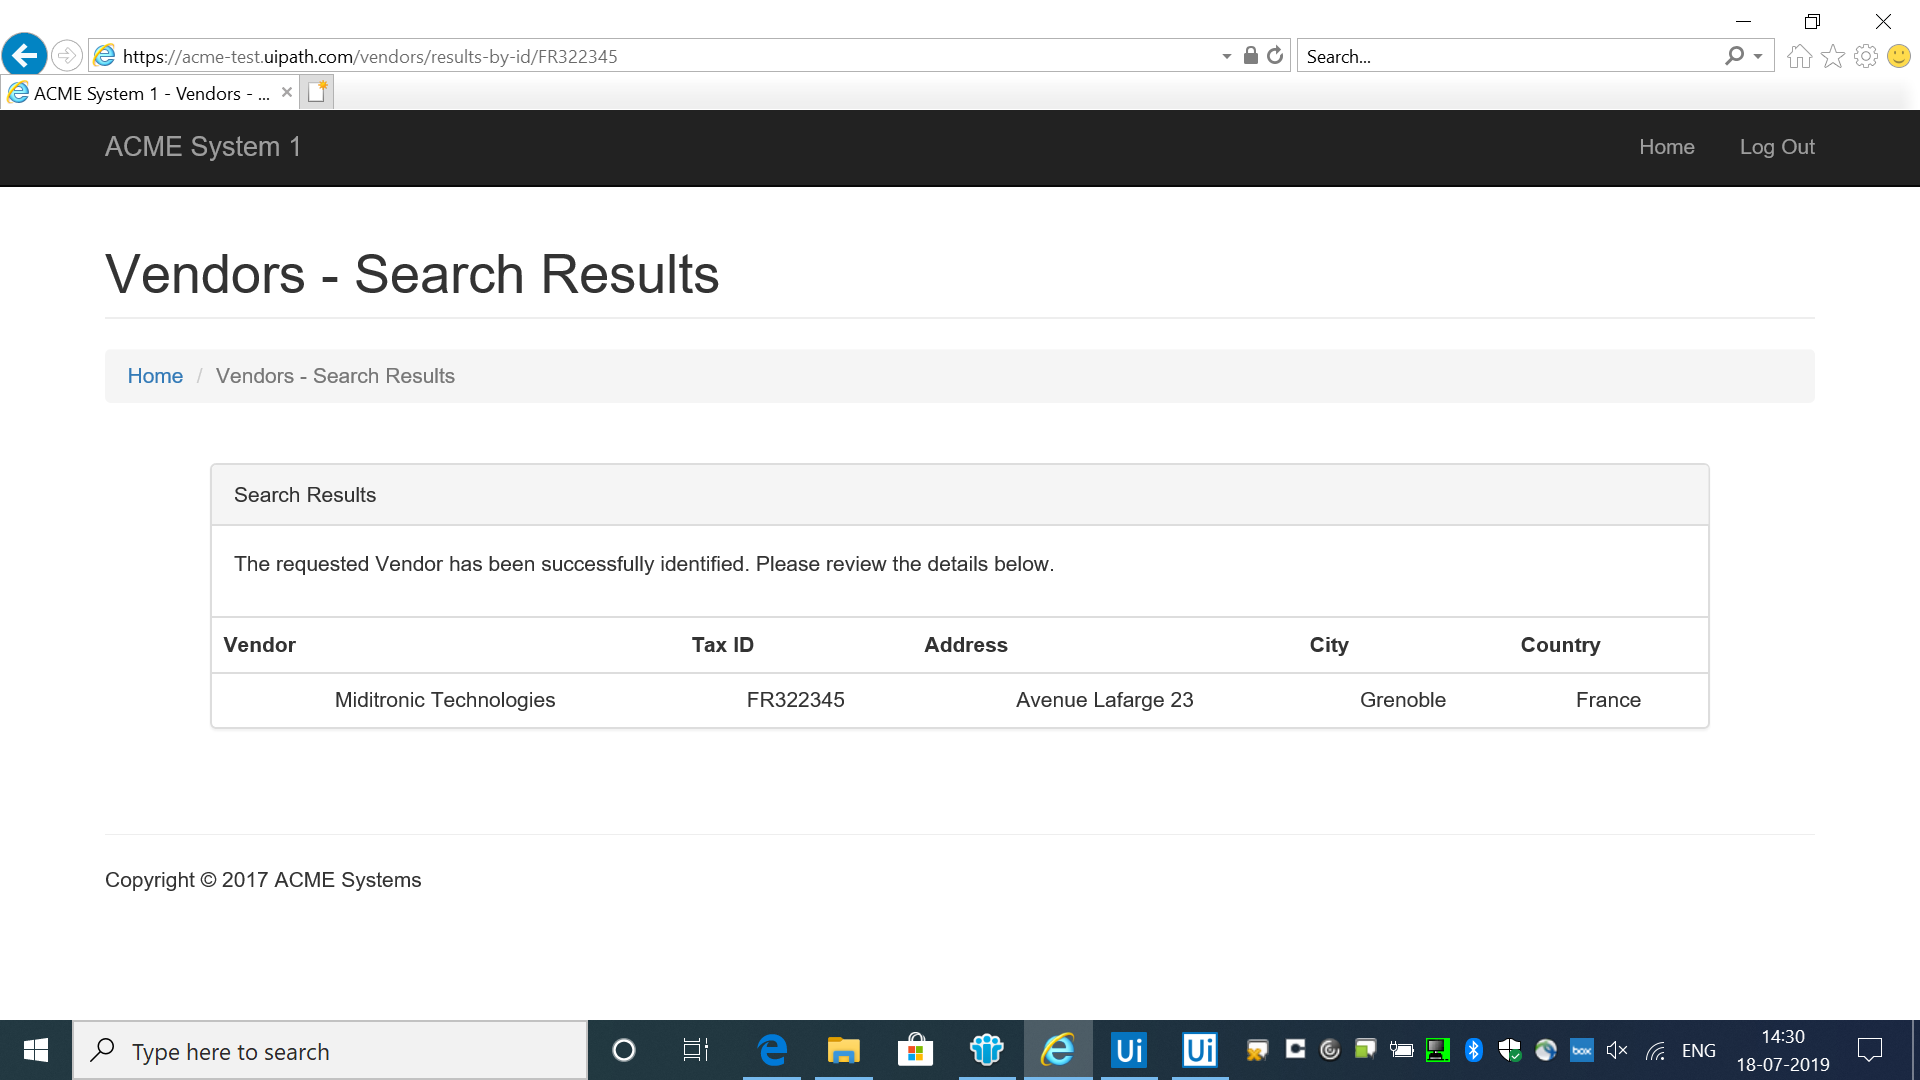 https://acme-test.uipath.com/vendors/results-by-id/FR322345
Search...
ACME System 1 - Vendors - ...
ACME System 1
Home
Log Out
Vendors - Search Results
Home / Vendors - Search Results
Search Results
The requested Vendor has been successfully identified. Please review the details below.
Vendor Tax ID Address City Country
Miditronic Technologies FR322345 Avenue Lafarge 23 Grenoble France
Copyright © 2017 ACME Systems
Type here to search
Ui
Ui
box
ENG
14:30
18-07-2019